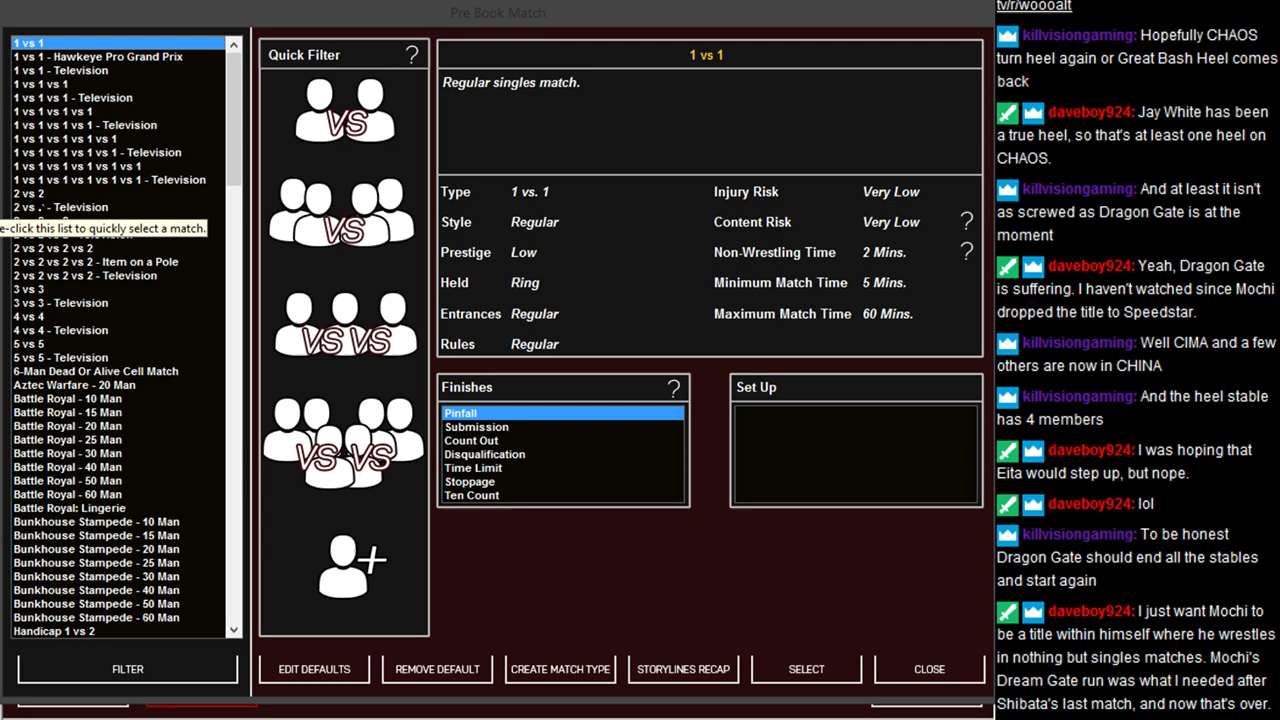 Pre Book Match
1 vs 1
1 vs 1 - Hawkeye Pro Grand Prix
1 vs 1 - Television
1 vs 1 vs 1
1 vs 1 vs 1 - Television
1 vs 1 vs 1 vs 1
1 vs 1 vs 1 vs 1 - Television
1 vs 1 vs 1 vs 1 vs 1
1 vs 1 vs 1 vs 1 vs 1 - Television
1 vs 1 vs 1 vs 1 vs 1 vs 1
1 vs 1 vs 1 vs 1 vs 1 vs 1 - Television
2 vs 2
2 vs - Television
e-click this list to quickly select a match.
2 vs 2 vs 2 vs 2
2 vs 2 vs 2 vs 2 - Item on a Pole
2 vs 2 vs 2 vs 2 - Television
3 vs 3
3 vs 3 - Television
4 vs 4
4 vs 4 - Television
5 vs 5
5 vs 5 - Television
6-Man Dead Or Alive Cell Match
Aztec Warfare - 20 Man
Battle Royal - 10 Man
Battle Royal - 15 Man
Battle Royal - 20 Man
Battle Royal - 25 Man
Battle Royal - 30 Man
Battle Royal - 40 Man
Battle Royal - 50 Man
Battle Royal - 60 Man
Battle Royal: Lingerie
Bunkhouse Stampede - 10 Man
Bunkhouse Stampede - 15 Man
Bunkhouse Stampede - 20 Man
Bunkhouse Stampede - 25 Man
Bunkhouse Stampede - 30 Man
Bunkhouse Stampede - 40 Man
Bunkhouse Stampede - 50 Man
Bunkhouse Stampede - 60 Man
Handicap 1 vs 2
FILTER
Quick Filter ?
VS
VS
VS VS
VS VS
+
1 vs 1
Regular singles match.
Type 1 vs. 1 Injury Risk Very Low
Style Regular Content Risk Very Low ?
Prestige Low Non-Wrestling Time 2 Mins. ?
Held Ring Minimum Match Time 5 Mins.
Entrances Regular Maximum Match Time 60 Mins.
Rules Regular
Finishes ?
Pinfall
Submission
Count Out
Disqualification
Time Limit
Stoppage
Ten Count
Set Up
EDIT DEFAULTS REMOVE DEFAULT CREATE MATCH TYPE STORYLINES RECAP SELECT CLOSE
tv/r/woooalt
killvisiongaming: Hopefully CHAOS
turn heel again or Great Bash Heel comes
back
daveboy924: Jay White has been
a true heel, so that's at least one heel on
CHAOS.
killvisiongaming: And at least it isn't
as screwed as Dragon Gate is at the
moment
daveboy924: Yeah, Dragon Gate
is suffering. I haven't watched since Mochi
dropped the title to Speedstar.
killvisiongaming: Well CIMA and a few
others are now in CHINA
killvisiongaming: And the heel stable
has 4 members
daveboy924: I was hoping that
Eita would step up, but nope.
daveboy924: lol
killvisiongaming: To be honest
Dragon Gate should end all the stables
and start again
daveboy924: I just want Mochi to
be a title within himself where he wrestles
in nothing but singles matches. Mochi's
Dream Gate run was what I needed after
Shibata's last match, and now that's over.